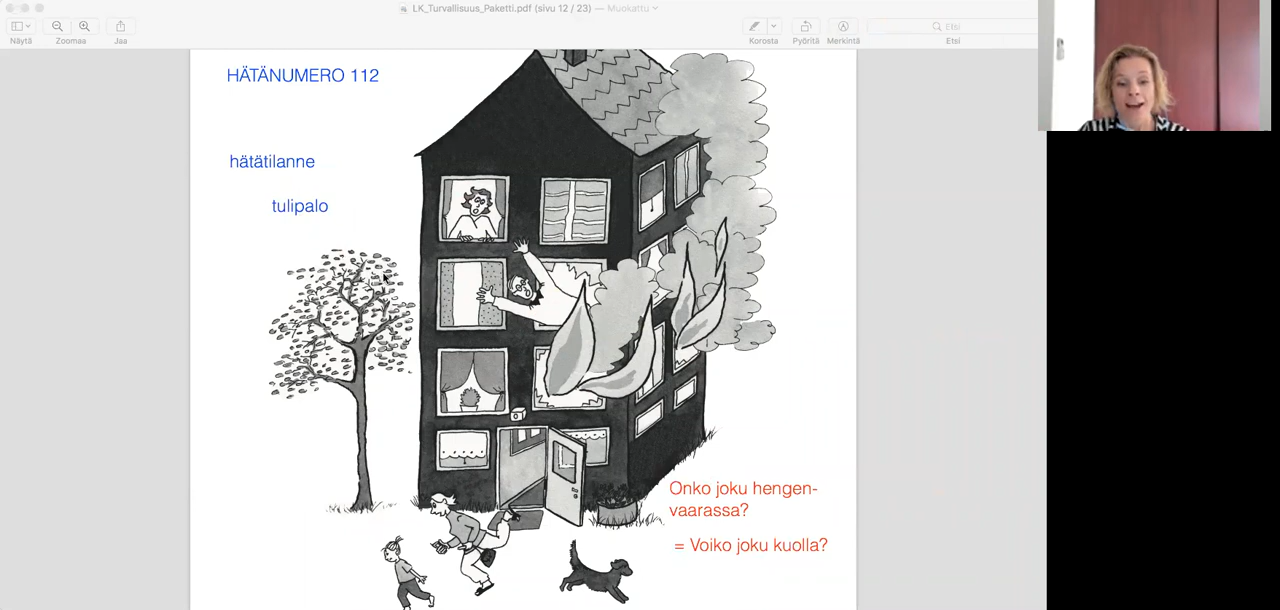 LK_Turvallisuus_Paketti.pdf (sivu 12 / 23) — Muokattu
Näytä
Zoomaa
Jaa
Korosta
Pyöritä
Merkintä
Etsi
Etsi
HÄTÄNUMERO 112
hätätilanne
tulipalo
Onko joku hengen-
vaarassa?
= Voiko joku kuolla?